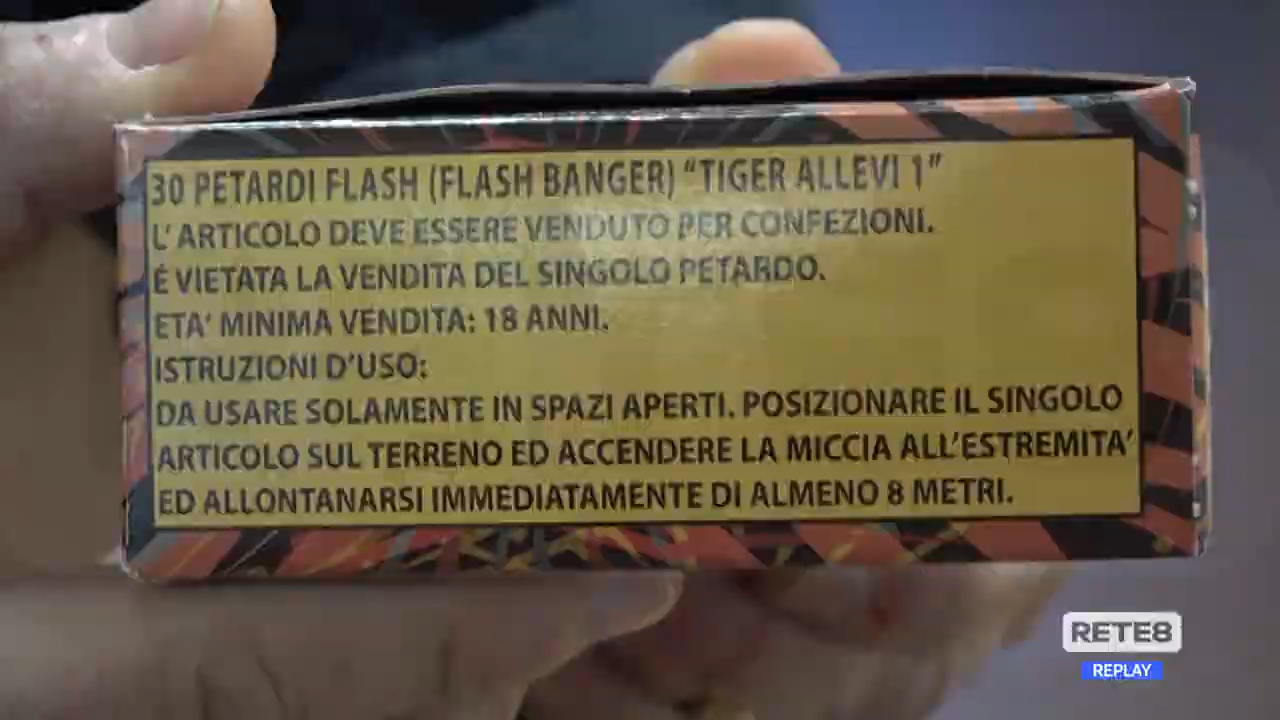 30 PETARDI FLASH (FLASH BANGER) “TIGER ALLEVI 1”
L' ARTICOLO DEVE ESSERE VENDUTO PER CONFEZIONI.
É VIETATA LA VENDITA DEL SINGOLO PETARDO.
ETA' MINIMA VENDITA: 18 ANNI.
ISTRUZIONI D'USO:
DA USARE SOLAMENTE IN SPAZI APERTI. POSIZIONARE IL SINGOLO
ARTICOLO SUL TERRENO ED ACCENDERE LA MICCIA ALL'ESTREMITA'
ED ALLONTANARSI IMMEDIATAMENTE DI ALMENO 8 METRI.
RETE8
REPLAY